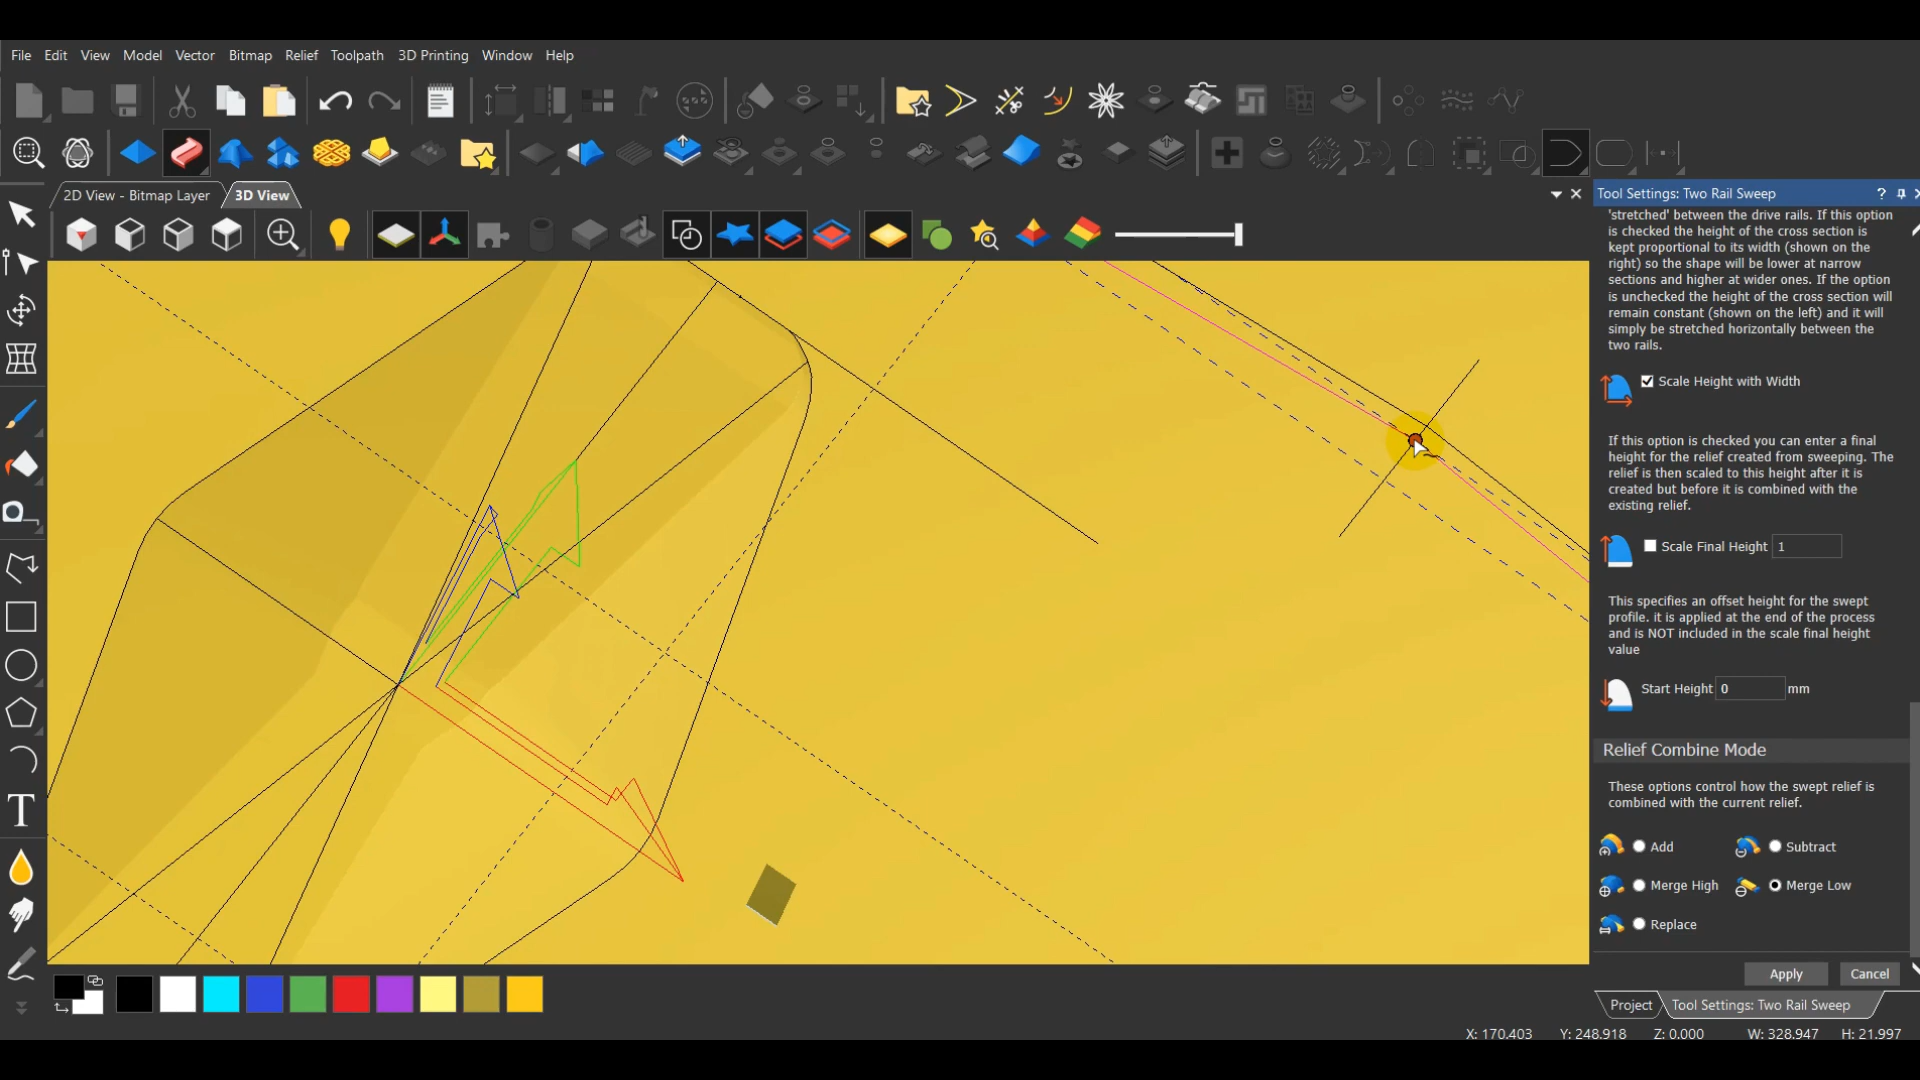 File Edit View Model Vector Bitmap Relief Toolpath 3D Printing Window Help
2D View - Bitmap Layer
3D View
Tool Settings: Two Rail Sweep
'stretched' between the drive rails. If this option
is checked the height of the cross section is
kept proportional to its width (shown on the
right) so the shape will be lower at narrow
sections and higher at wider ones. If the option
is unchecked the height of the cross section will
remain constant (shown on the left) and it will
simply be stretched horizontally between the
two rails.
Scale Height with Width
If this option is checked you can enter a final
height for the relief created from sweeping. The
relief is then scaled to this height after it is
created but before it is combined with the
existing relief.
Scale Final Height 1
This specifies an offset height for the swept
profile. it is applied at the end of the process
and is NOT included in the scale final height
value
Start Height 0 mm
Relief Combine Mode
These options control how the swept relief is
combined with the current relief.
Add Subtract
Merge High Merge Low
Replace
Apply Cancel
Project Tool Settings: Two Rail Sweep
X: 170.403 Y: 248.918 Z: 0.000 W: 328.947 H: 21.997